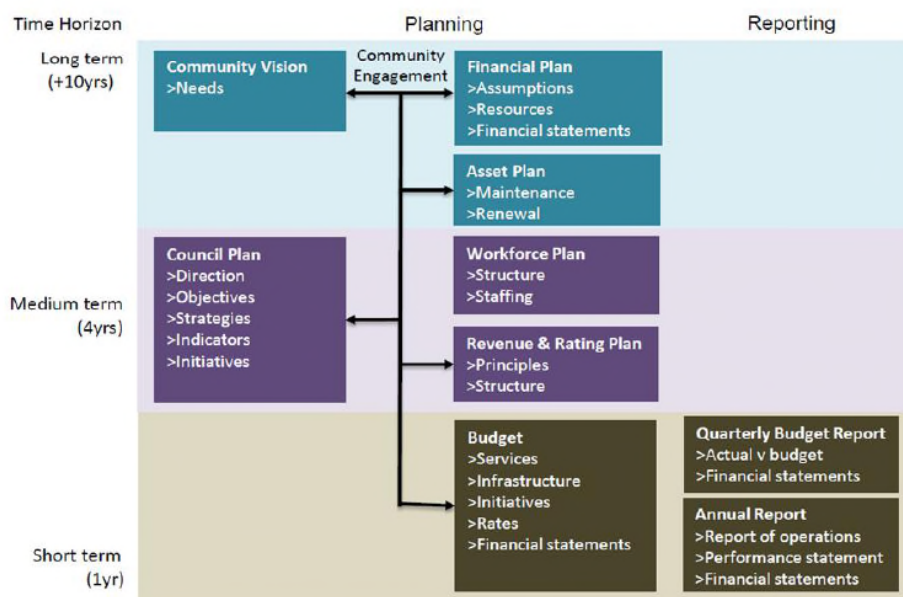 Time Horizon
Planning
Reporting
Long term
(+10yrs)
Community Vision
>Needs
Community
Engagement
Financial Plan
>Assumptions
>Resources
>Financial statements
Asset Plan
>Maintenance
>Renewal
Medium term
(4yrs)
Council Plan
>Direction
>Objectives
>Strategies
>Indicators
>Initiatives
Workforce Plan
>Structure
>Staffing
Revenue & Rating Plan
>Principles
>Structure
Short term
(1yr)
Budget
>Services
>Infrastructure
>Initiatives
>Rates
>Financial statements
Quarterly Budget Report
>Actual v budget
>Financial statements
Annual Report
>Report of operations
>Performance statement
>Financial statements